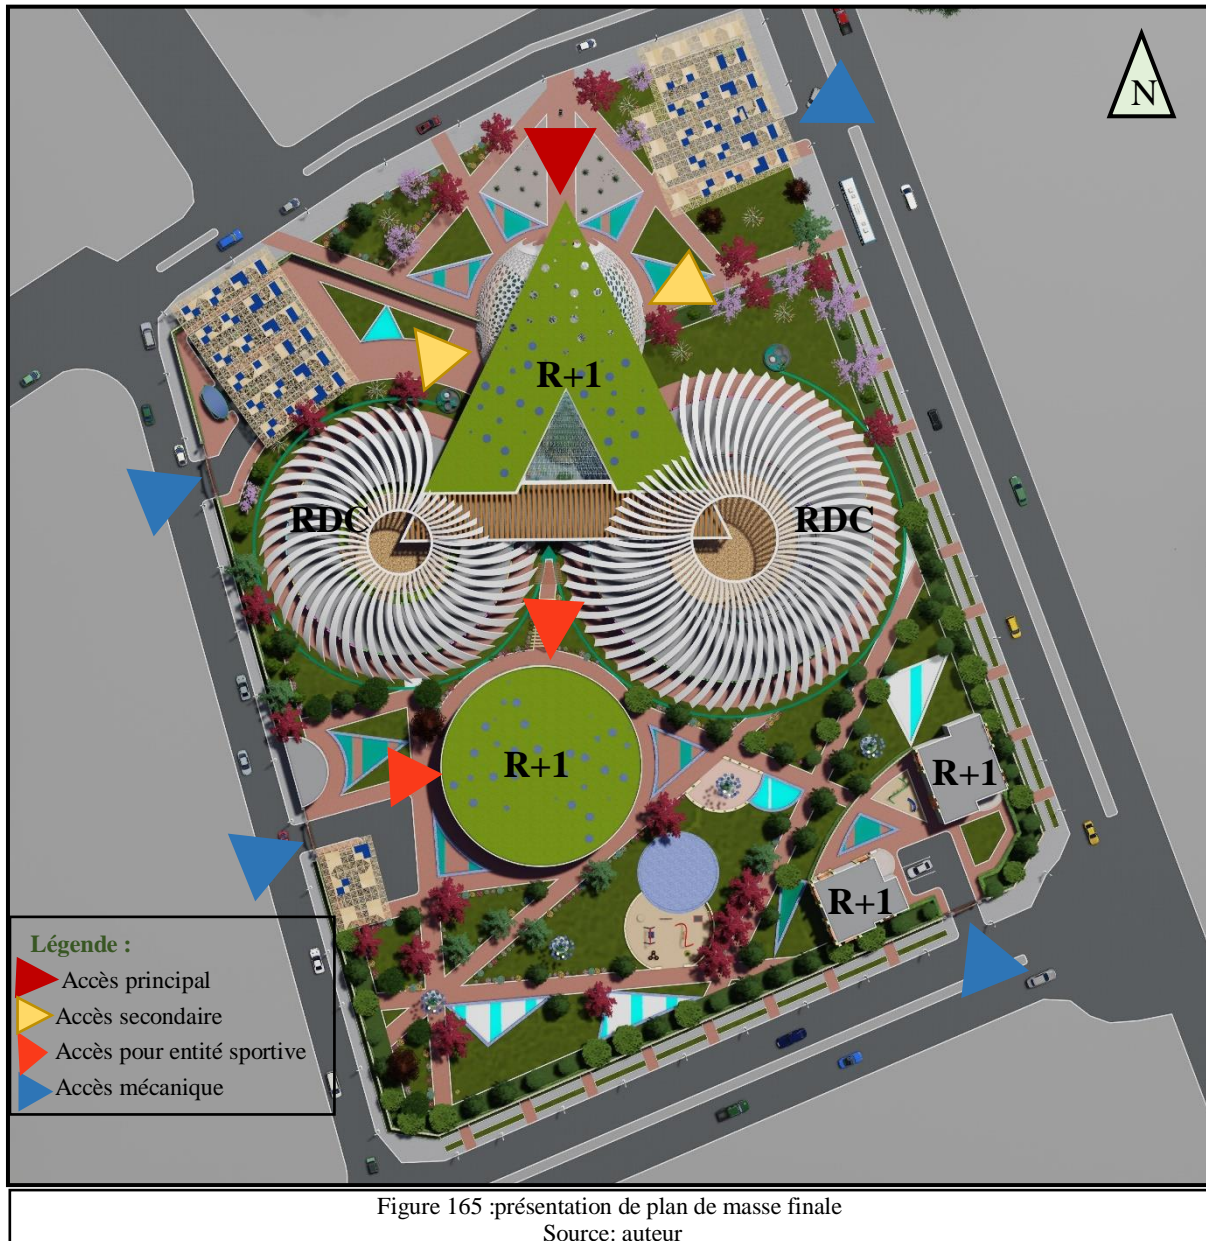 N
R+1
RDC
RDC
R+1
R+1
R+1
Légende :
Accès principal
Accès secondaire
Accès pour entité sportive
Accès mécanique
Figure 165 :présentation de plan de masse finale
Source: auteur